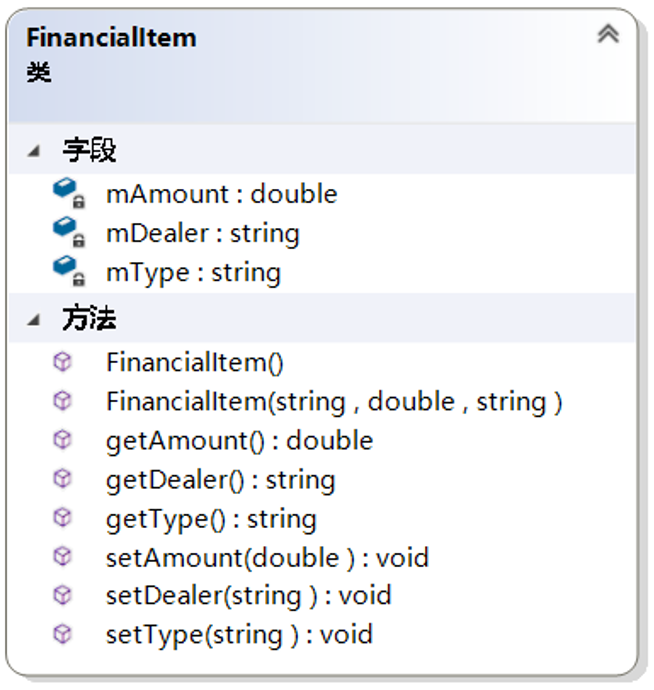 FinancialItem
类
字段
mAmount : double
mDealer : string
mType : string
方法
FinancialItem()
FinancialItem(string , double , string )
getAmount() : double
getDealer() : string
getType() : string
setAmount(double ) : void
setDealer(string ) : void
setType(string ) : void